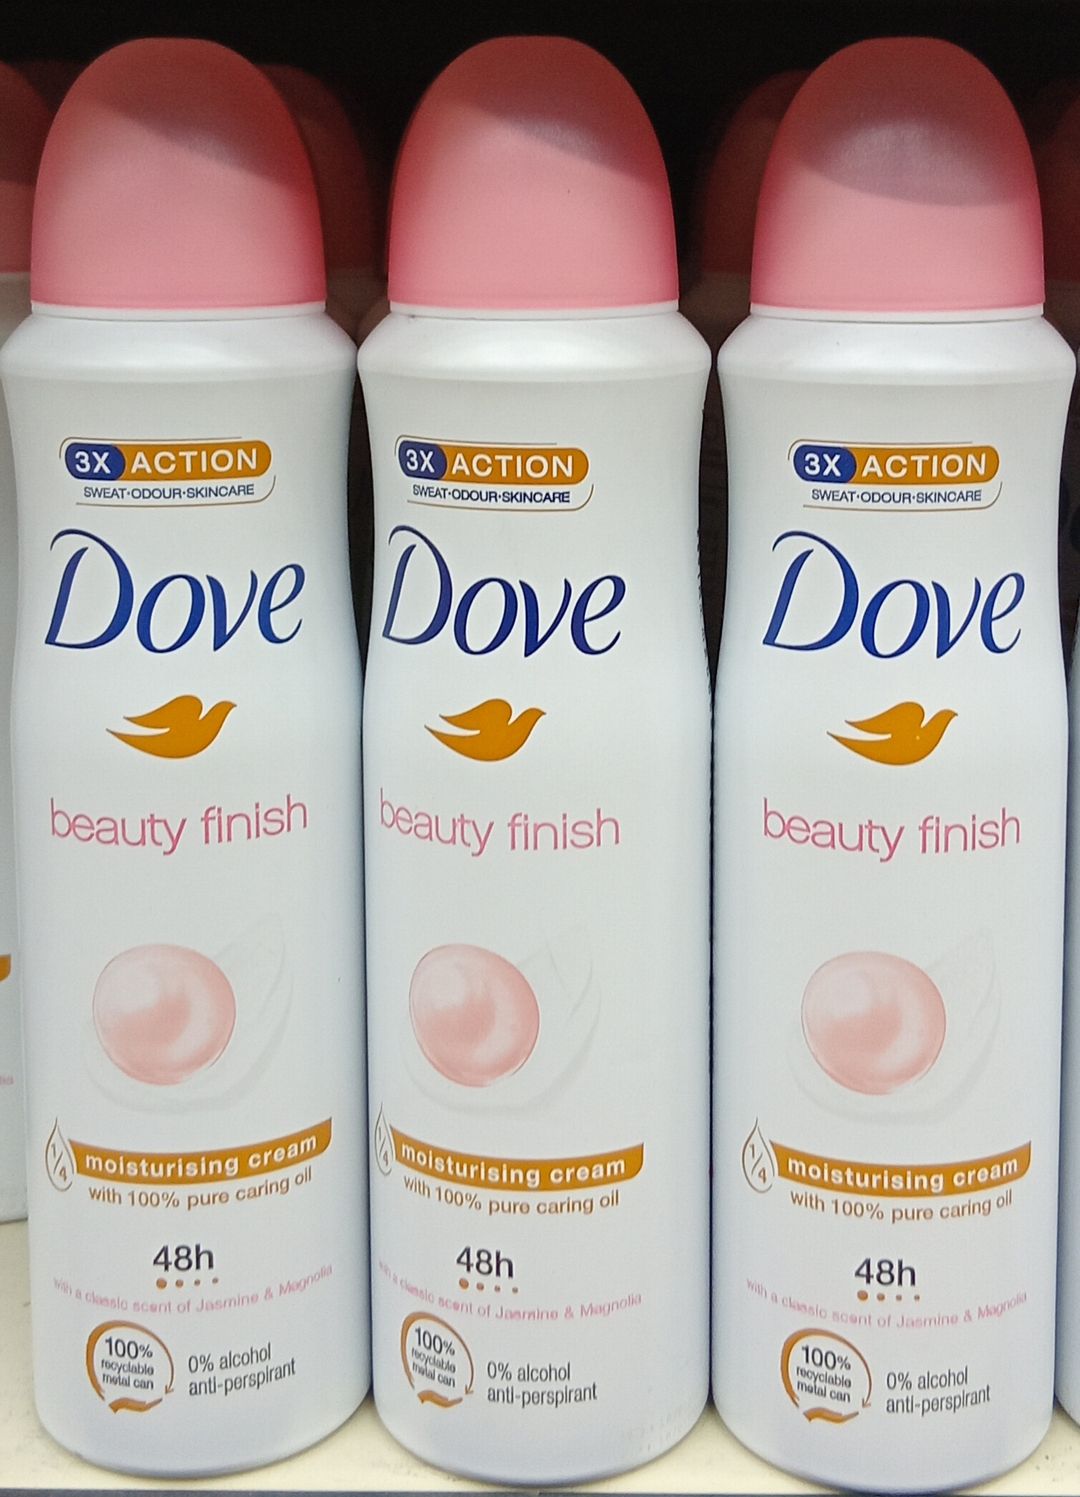 3X ACTION
SWEAT·ODOUR·SKINCARE
Dove
beauty finish
1/4 moisturising cream
with 100% pure caring oil
48h
with a classic scent of Jasmine & Magnolia
100%
recyclable
metal can
0% alcohol
anti-perspirant
3X ACTION
SWEAT·ODOUR·SKINCARE
Dove
beauty finish
1/4 moisturising cream
with 100% pure caring oil
48h
with a classic scent of Jasmine & Magnolia
100%
recyclable
metal can
0% alcohol
anti-perspirant
3X ACTION
SWEAT·ODOUR·SKINCARE
Dove
beauty finish
1/4 moisturising cream
with 100% pure caring oil
48h
with a classic scent of Jasmine & Magnolia
100%
recyclable
metal can
0% alcohol
anti-perspirant